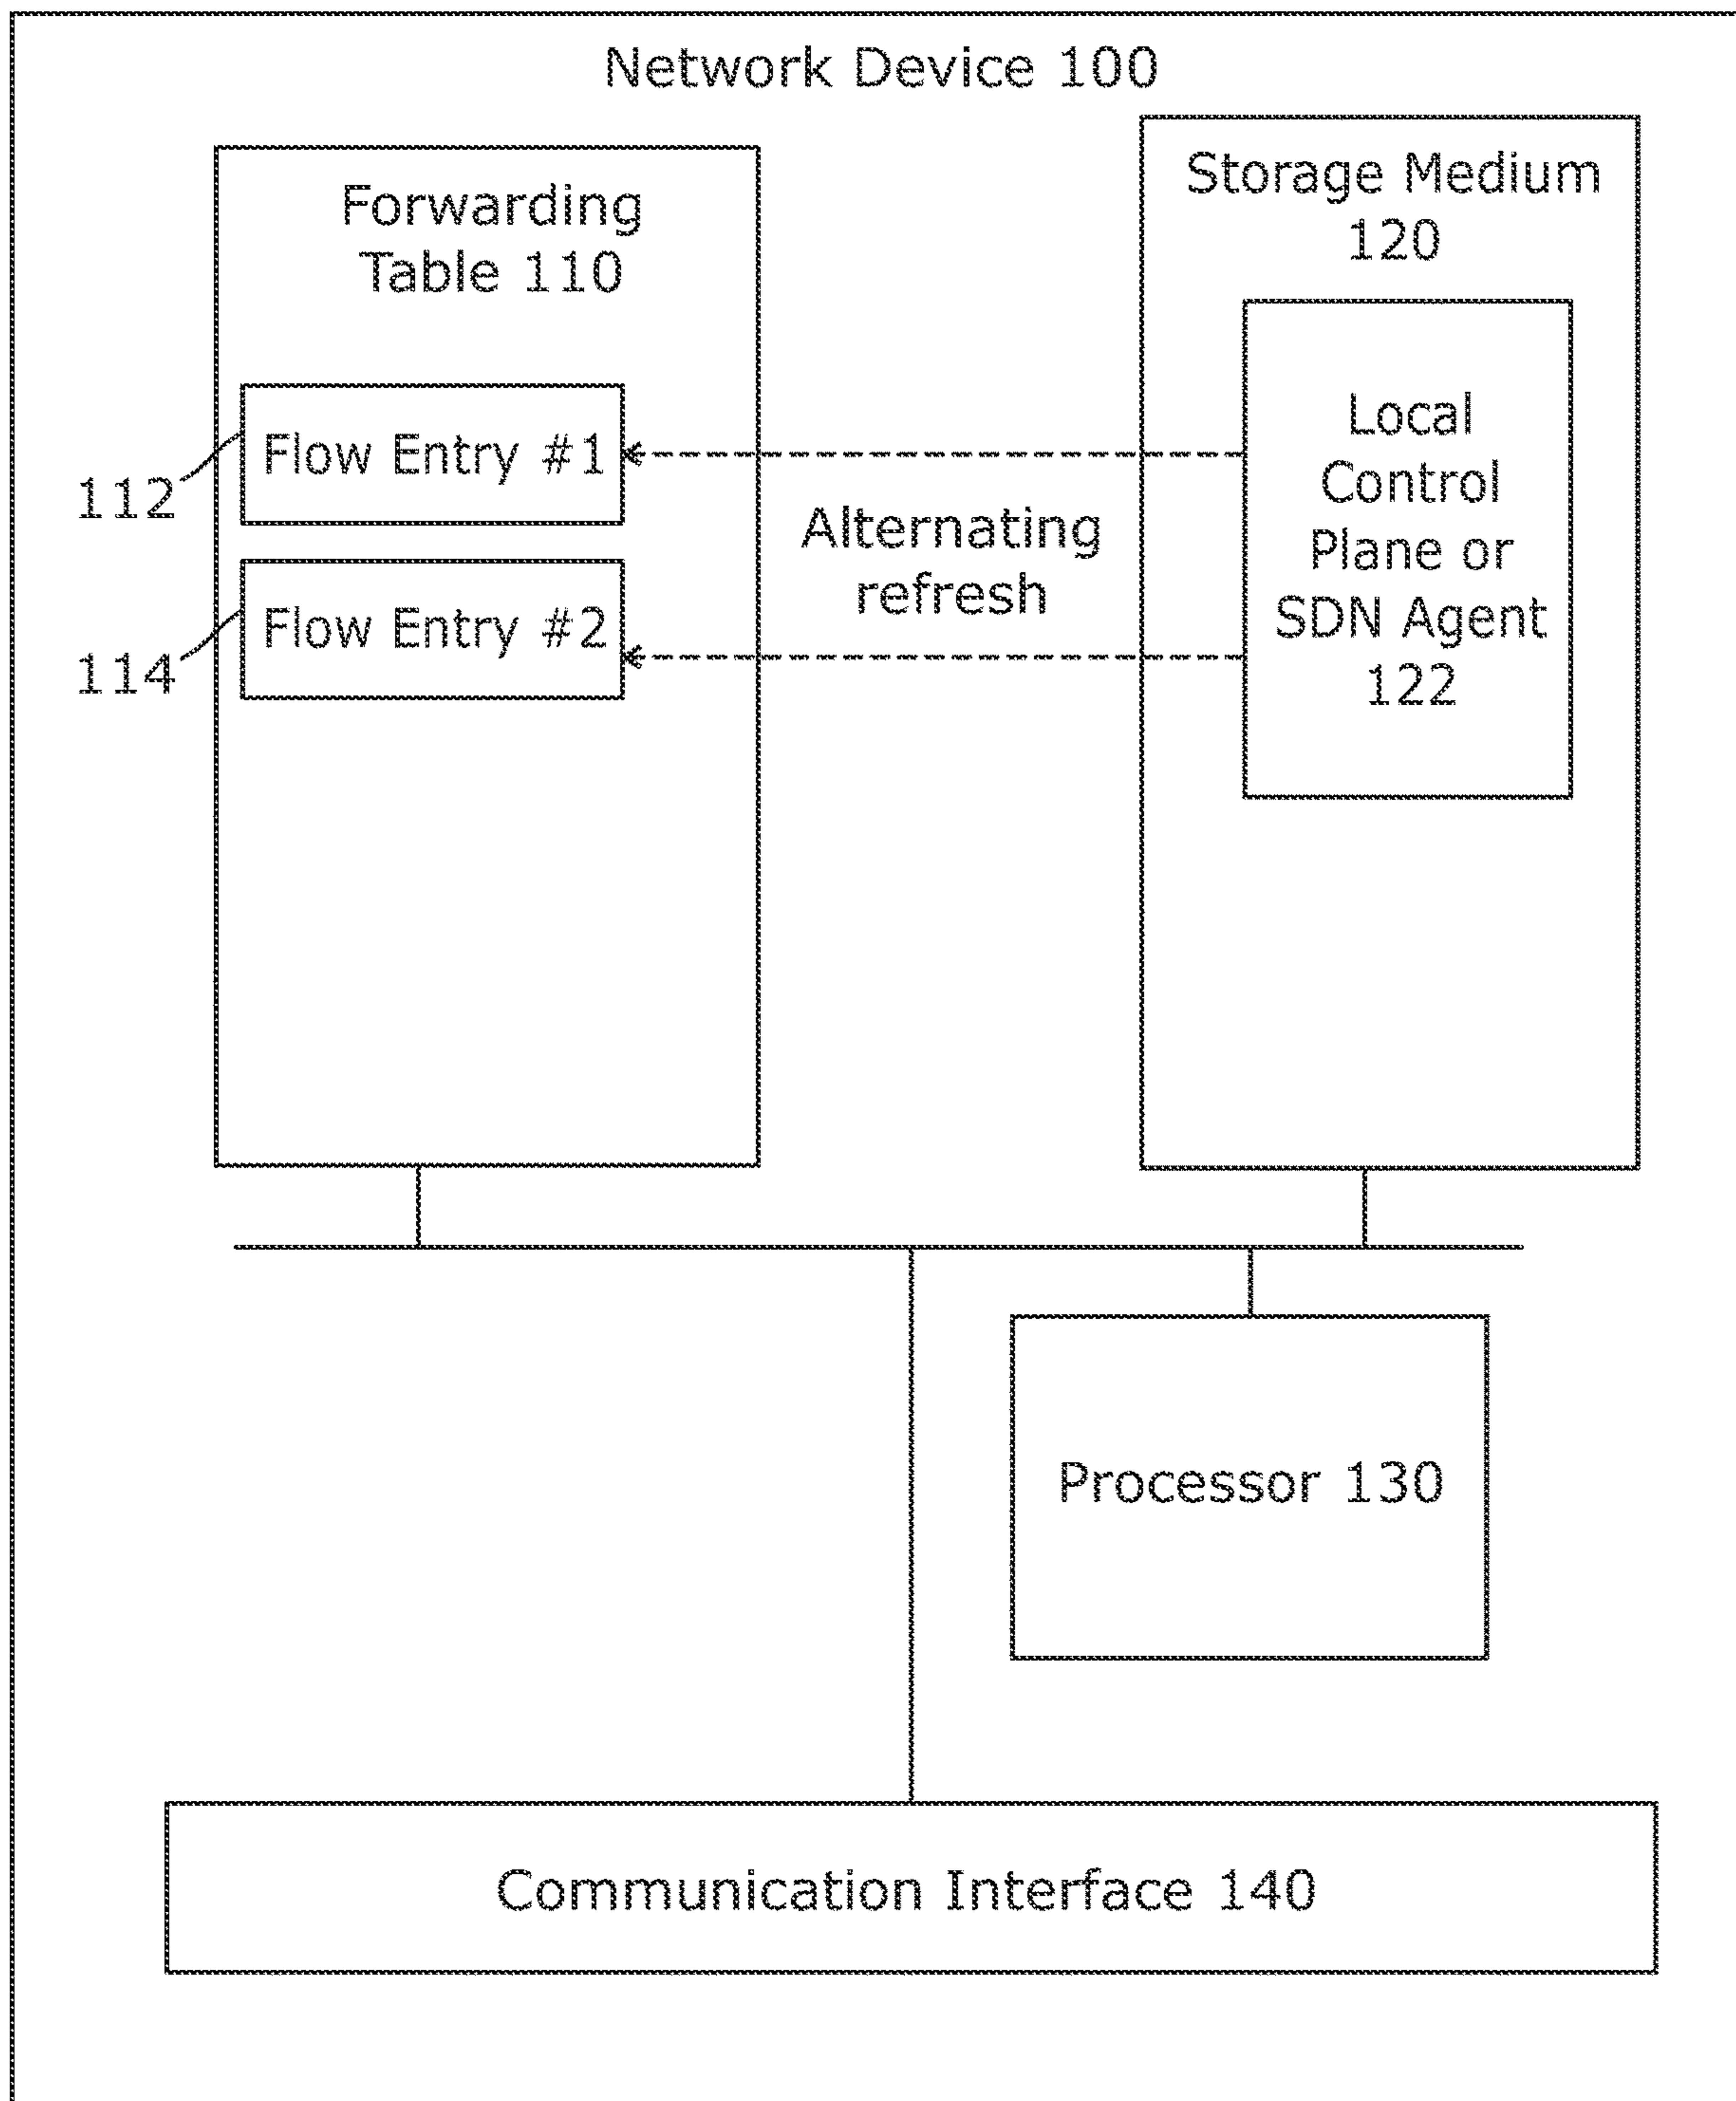 Network Device 100
Forwarding
Table 110
Storage Medium
120
Flow Entry #1
112
Flow Entry #2
114
Alternating
refresh
Local
Control
Plane or
SDN Agent
122
Processor 130
Communication Interface 140